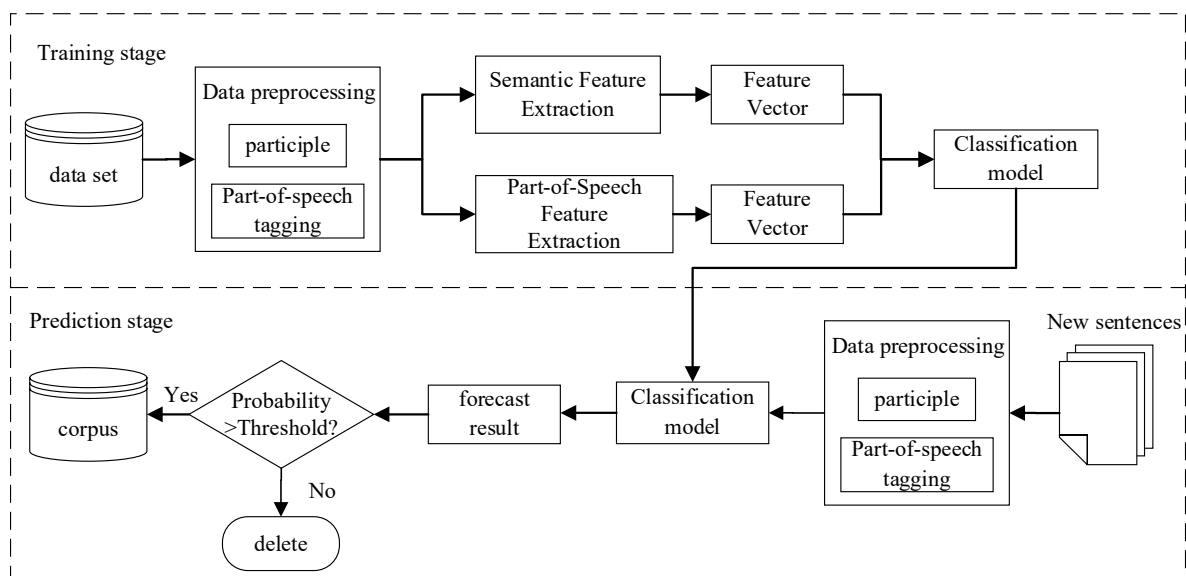 Training stage
data set
Data preprocessing
participle
Part-of-speech
tagging
Semantic Feature
Extraction
Feature
Vector
Part-of-Speech
Feature
Extraction
Feature
Vector
Classification
model
Prediction stage
New sentences
Data preprocessing
participle
Part-of-speech
tagging
Classification
model
forecast
result
Probability
>Threshold?
Yes
corpus
No
delete